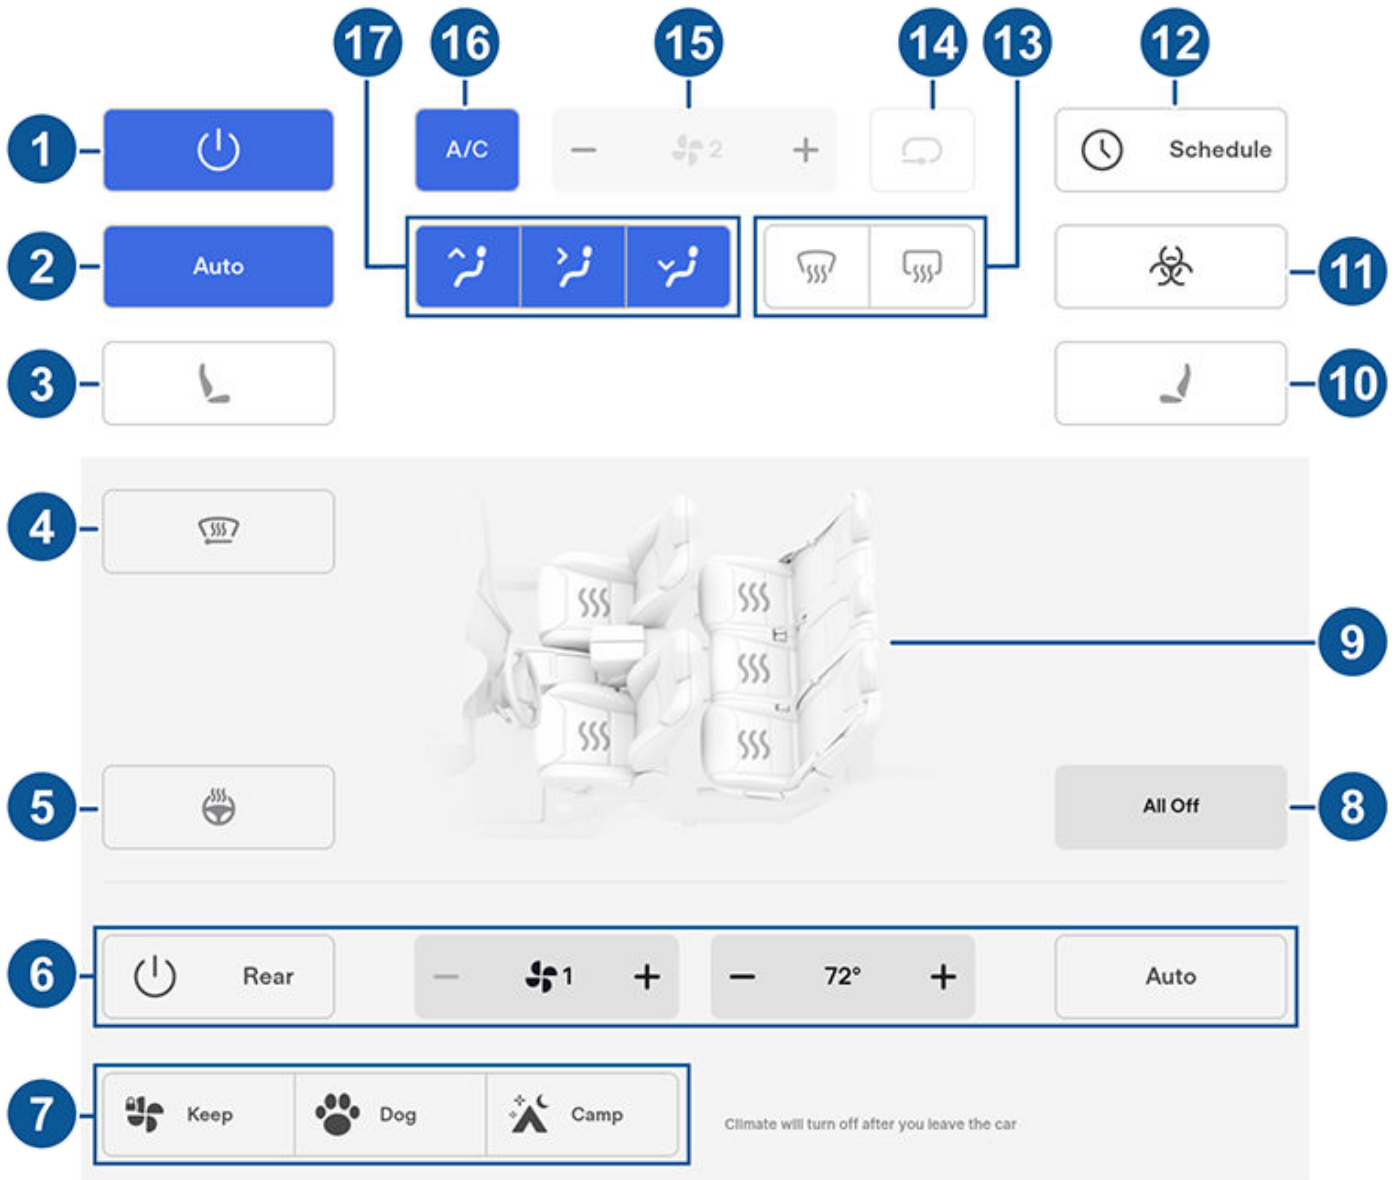 17 16 15 14 13 12
1 A/C 2 Schedule
2 Auto 11
3 10
4
9
5 All Off 8
6 Rear 1 72° Auto
7 Keep Dog Camp Climate will turn off after you leave the car